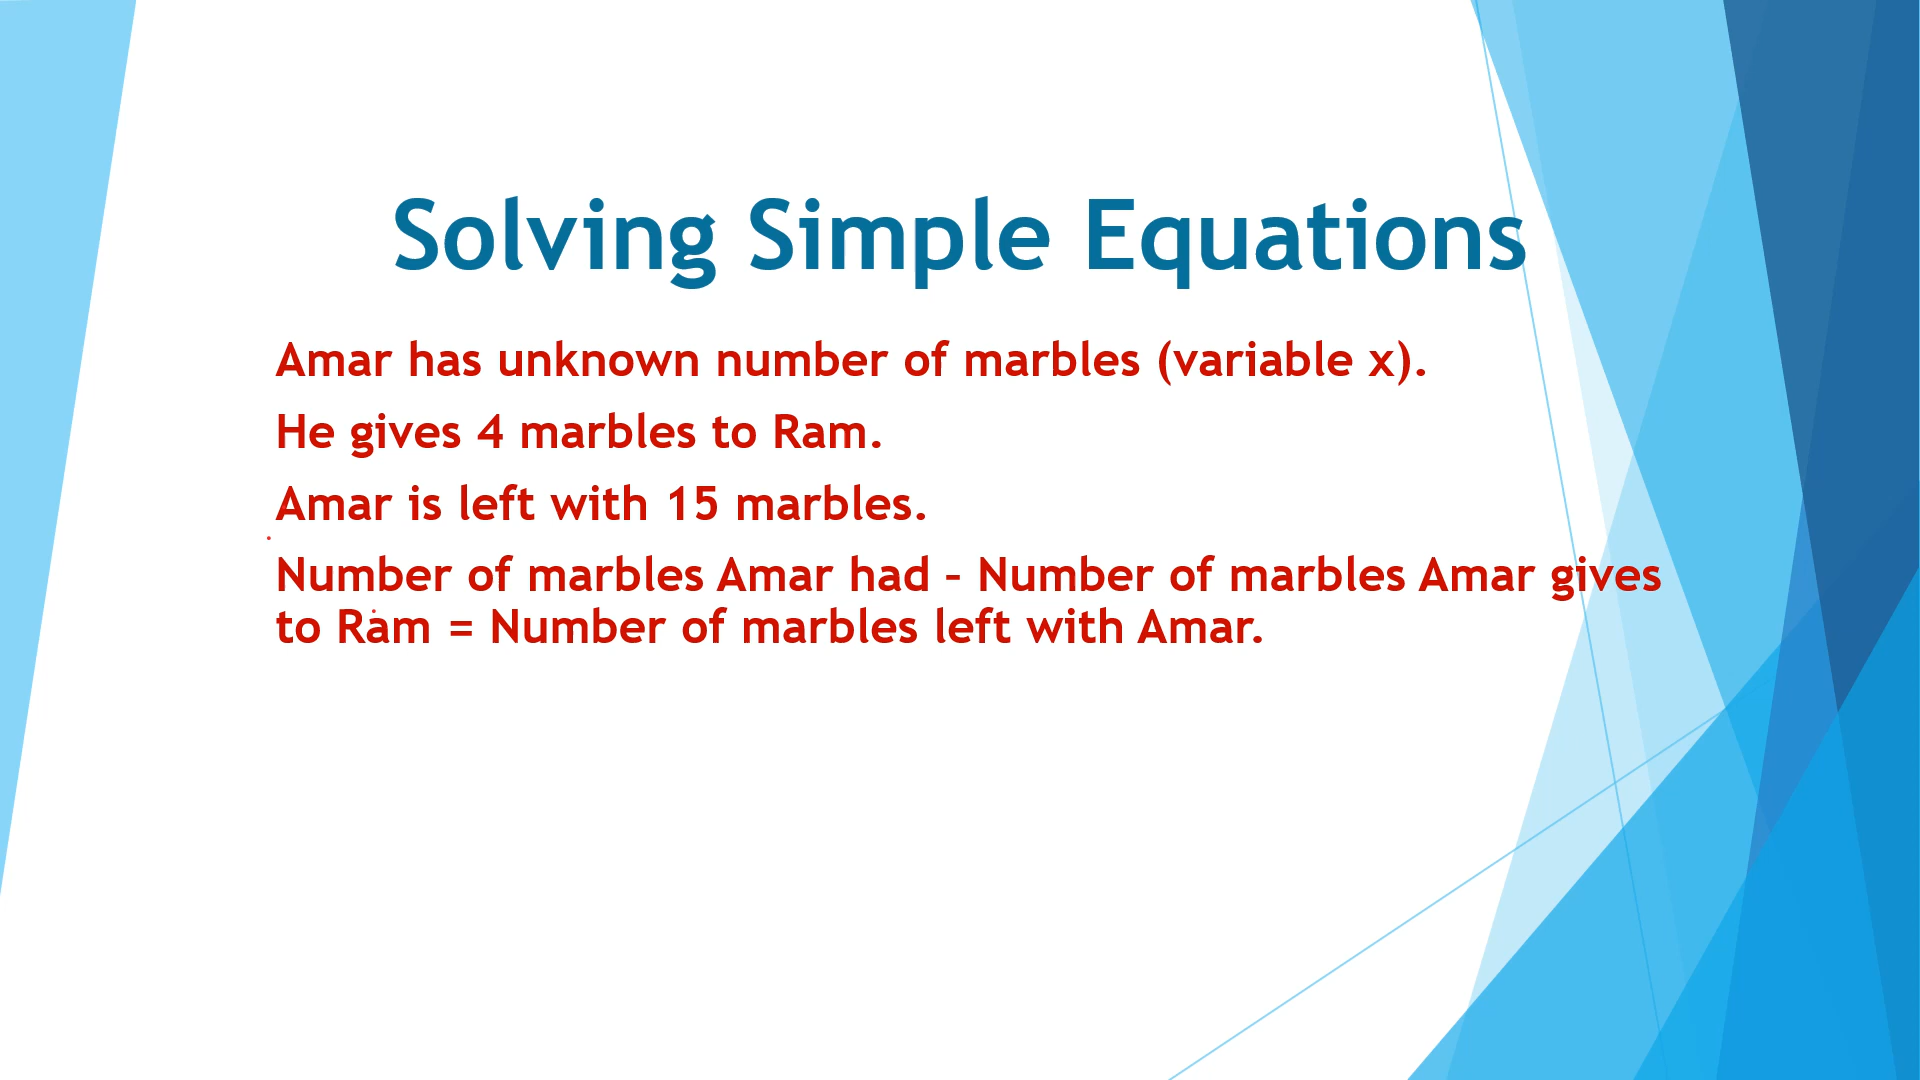 Solving Simple Equations
Amar has unknown number of marbles (variable x).
He gives 4 marbles to Ram.
Amar is left with 15 marbles.
Number of marbles Amar had – Number of marbles Amar gives
to Ram = Number of marbles left with Amar.